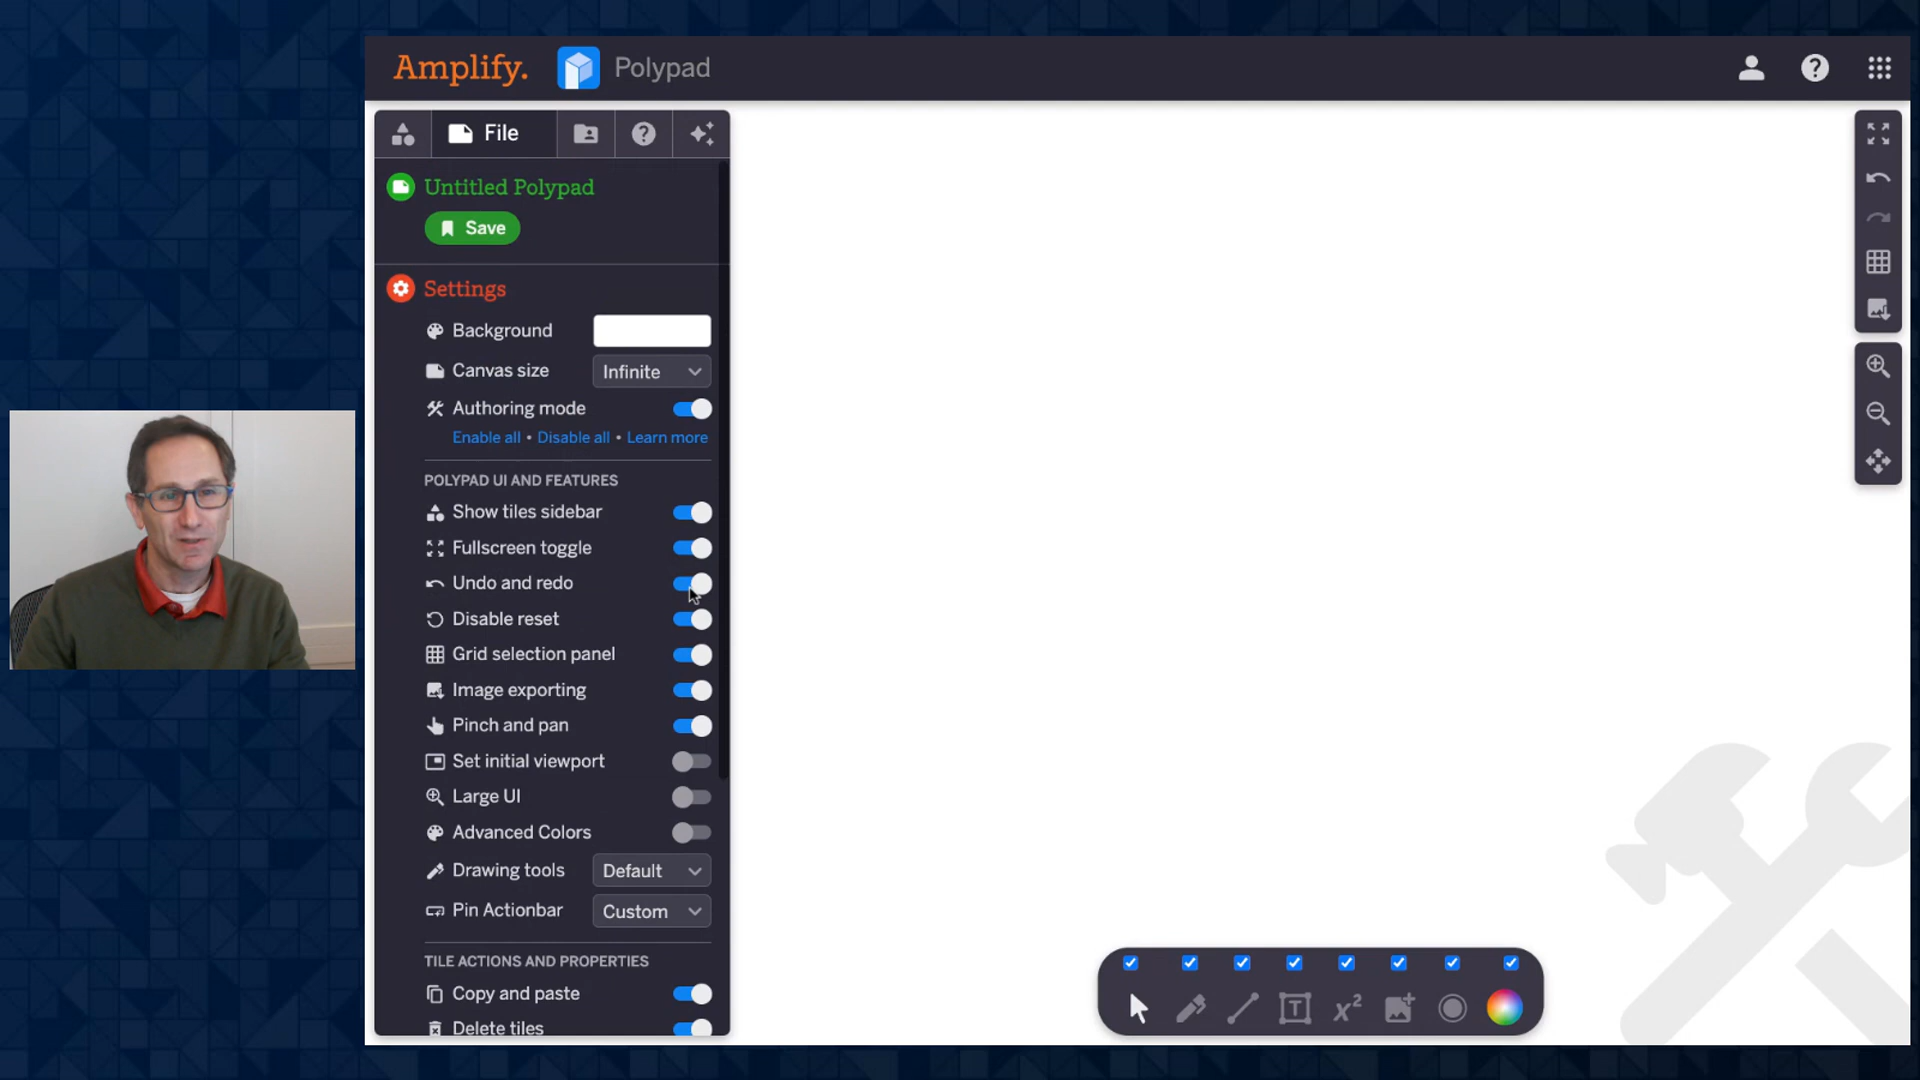 Amplify. Polypad
File
Untitled Polypad
Save
Settings
Background
Canvas size Infinite
Authoring mode
Enable all • Disable all • Learn more
POLYPAD UI AND FEATURES
Show tiles sidebar
Fullscreen toggle
Undo and redo
Disable reset
Grid selection panel
Image exporting
Pinch and pan
Set initial viewport
Large UI
Advanced Colors
Drawing tools Default
Pin Actionbar Custom
TILE ACTIONS AND PROPERTIES
Copy and paste
Delete tiles
T x²